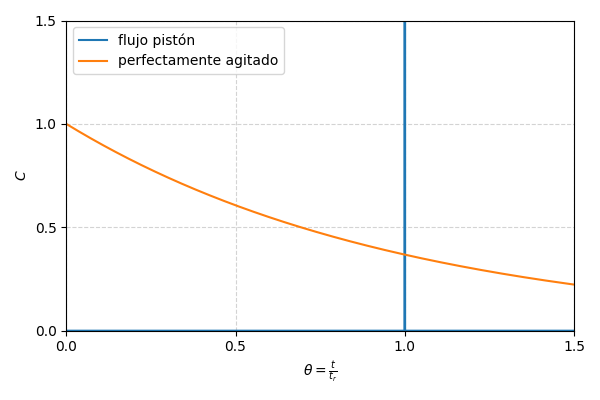 flujo pistón
perfectamente agitado
C
1.5
1.0
0.5
0.0
0.0 0.5 1.0 1.5
θ = t/t_r